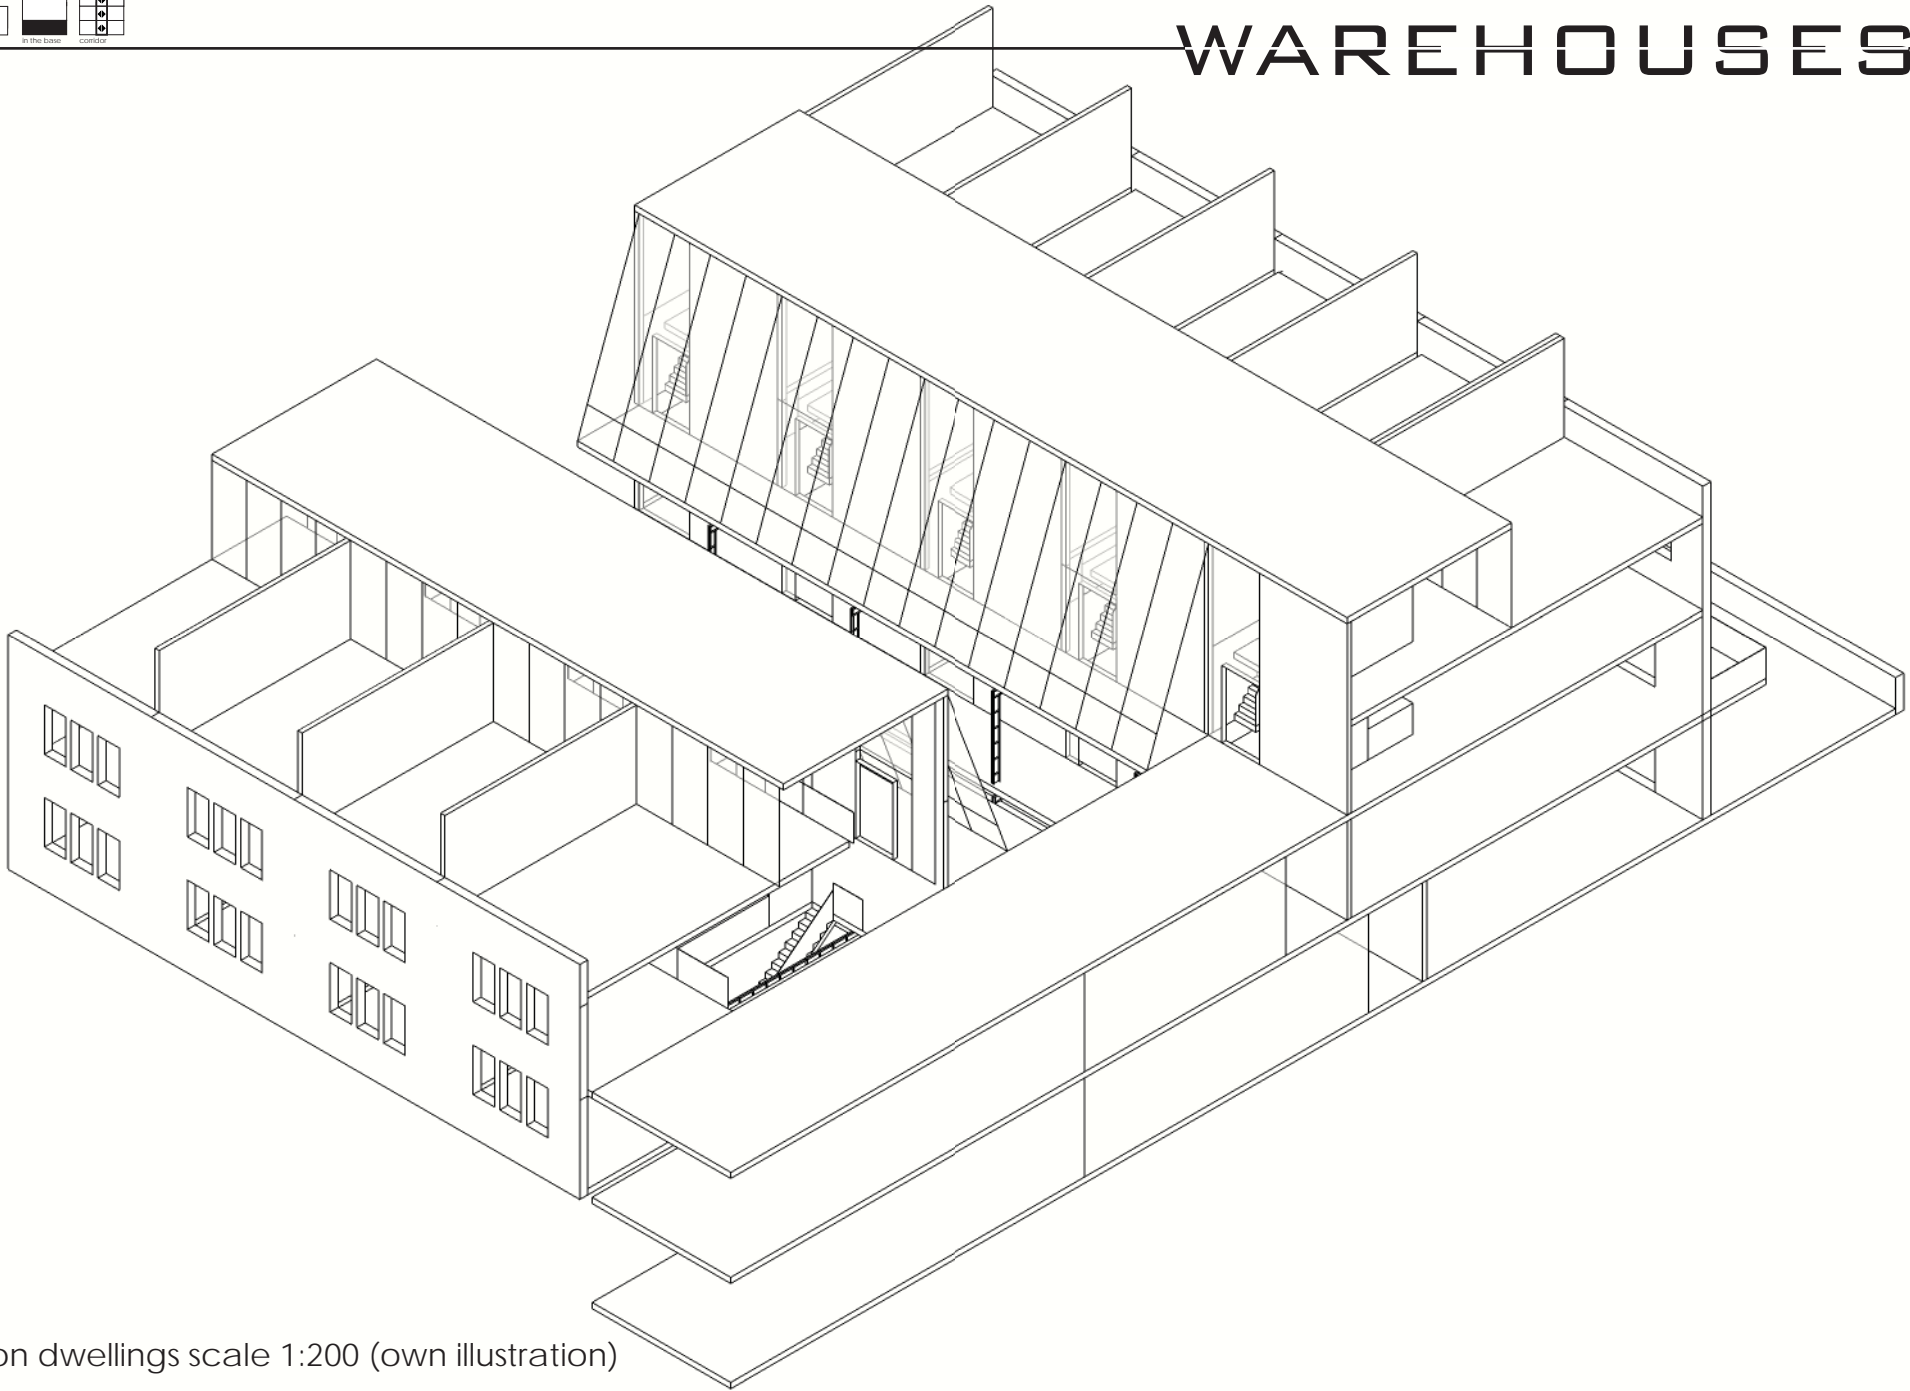 in the base
corridor
WAREHOUSES
on dwellings scale 1:200 (own illustration)